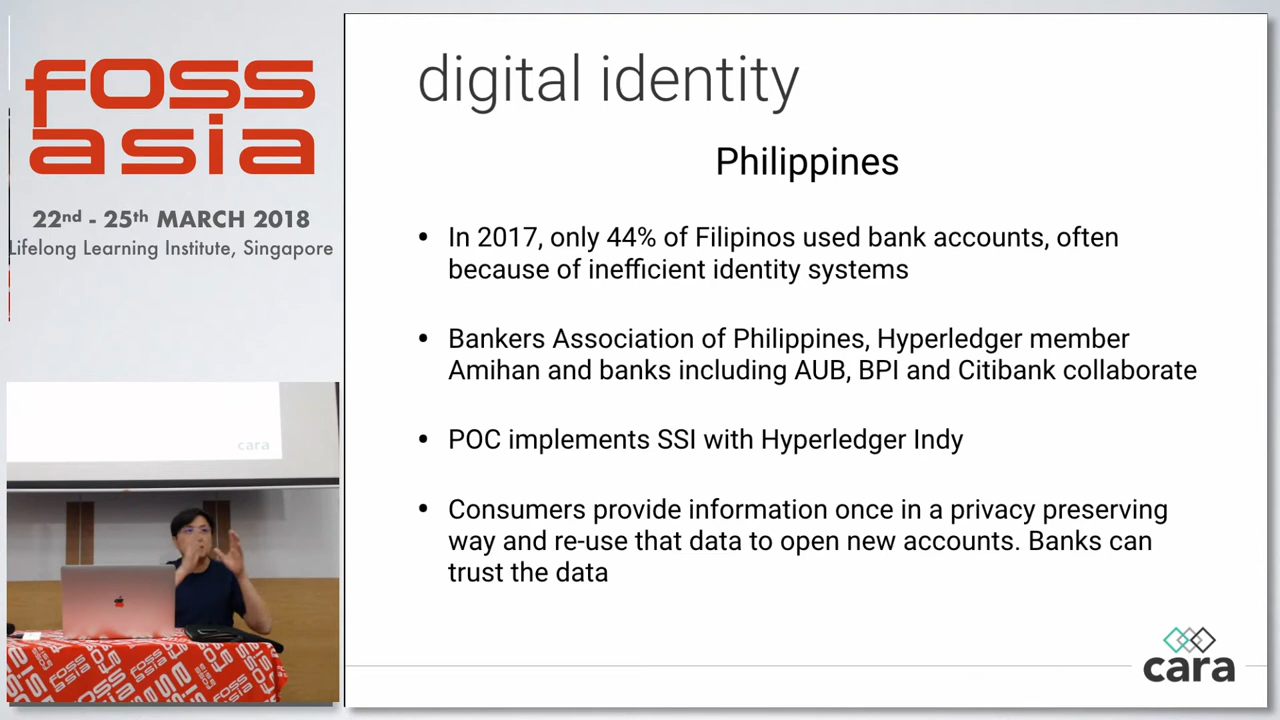 foss
asia
22nd - 25th MARCH 2018
Lifelong Learning Institute, Singapore
digital identity
Philippines
• In 2017, only 44% of Filipinos used bank accounts, often
because of inefficient identity systems
• Bankers Association of Philippines, Hyperledger member
Amihan and banks including AUB, BPI and Citibank collaborate
• POC implements SSI with Hyperledger Indy
• Consumers provide information once in a privacy preserving
way and re-use that data to open new accounts. Banks can
trust the data
cara
cara
foss
asia